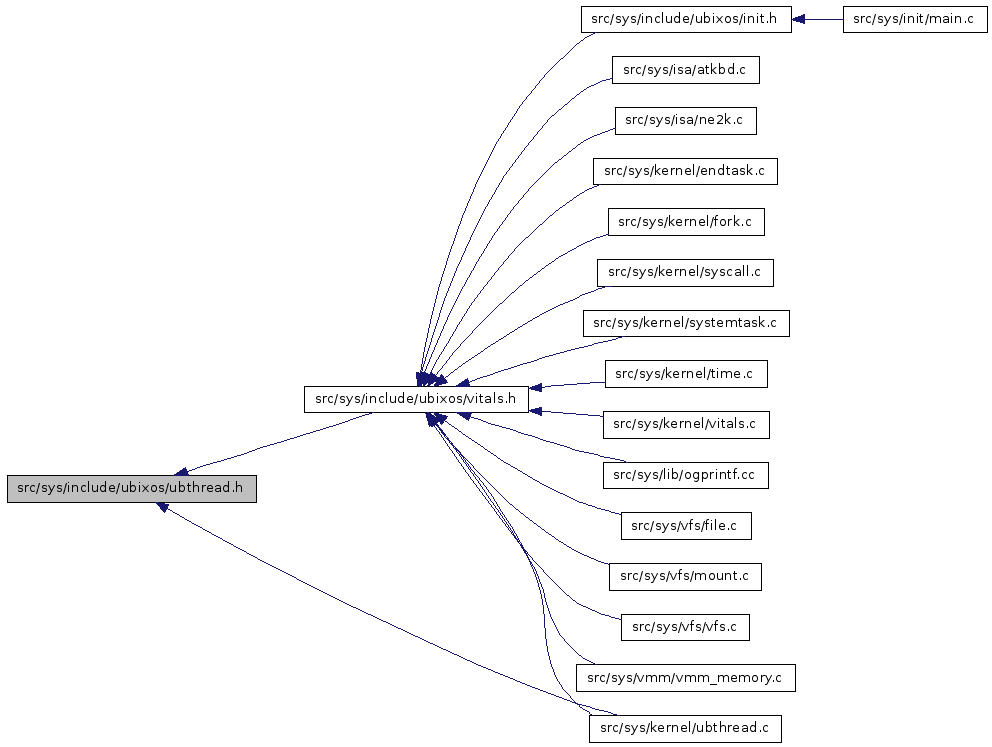 src/sys/include/ubixos/init.h
src/sys/init/main.c
src/sys/isa/atkbd.c
src/sys/isa/ne2k.c
src/sys/kernel/endtask.c
src/sys/kernel/fork.c
src/sys/kernel/syscall.c
src/sys/kernel/systemtask.c
src/sys/kernel/time.c
src/sys/include/ubixos/vitals.h
src/sys/kernel/vitals.c
src/sys/lib/ogprintf.cc
src/sys/include/ubixos/ubthread.h
src/sys/vfs/file.c
src/sys/vfs/mount.c
src/sys/vfs/vfs.c
src/sys/vmm/vmm_memory.c
src/sys/kernel/ubthread.c